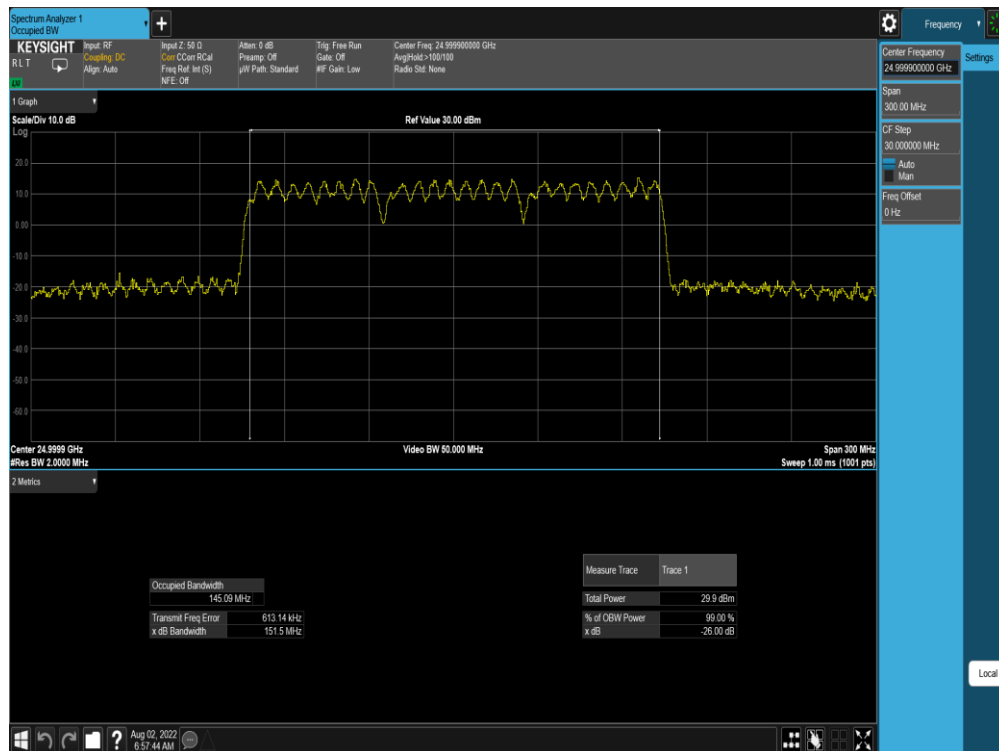 Spectrum Analyzer 1
Occupied BW
Frequency
KEYSIGHT
R L T
LXI
Input: RF
Coupling: DC
Align: Auto
Input Z: 50 Ω
Corr CCorr RCal
Freq Ref: Int (S)
NFE: Off
Atten: 0 dB
Preamp: Off
µW Path: Standard
Trig: Free Run
Gate: Off
#IF Gain: Low
Center Freq: 24.999900000 GHz
Avg|Hold:>100/100
Radio Std: None
Center Frequency
24.999900000 GHz
Settings
Span
300.00 MHz
CF Step
30.000000 MHz
Auto
Man
Freq Offset
0 Hz
1 Graph
Scale/Div 10.0 dB
Ref Value 30.00 dBm
Log
20.0
10.0
0.00
-10.0
-20.0
-30.0
-40.0
-50.0
-60.0
Center 24.9999 GHz
#Res BW 2.0000 MHz
Video BW 50.000 MHz
Span 300 MHz
Sweep 1.00 ms (1001 pts)
2 Metrics
Occupied Bandwidth
145.09 MHz
Transmit Freq Error 613.14 kHz
x dB Bandwidth 151.5 MHz
Measure Trace Trace 1
Total Power 29.9 dBm
% of OBW Power 99.00 %
x dB -26.00 dB
Local
Aug 02, 2022
6:57:44 AM